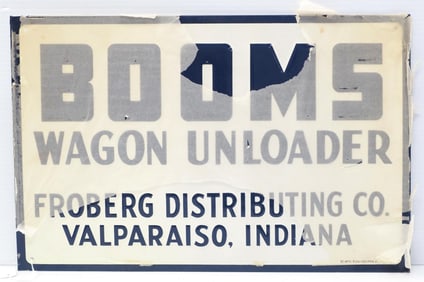 BOOMS
WAGON UNLOADER
FROBERG DISTRIBUTING CO.
VALPARAISO, INDIANA